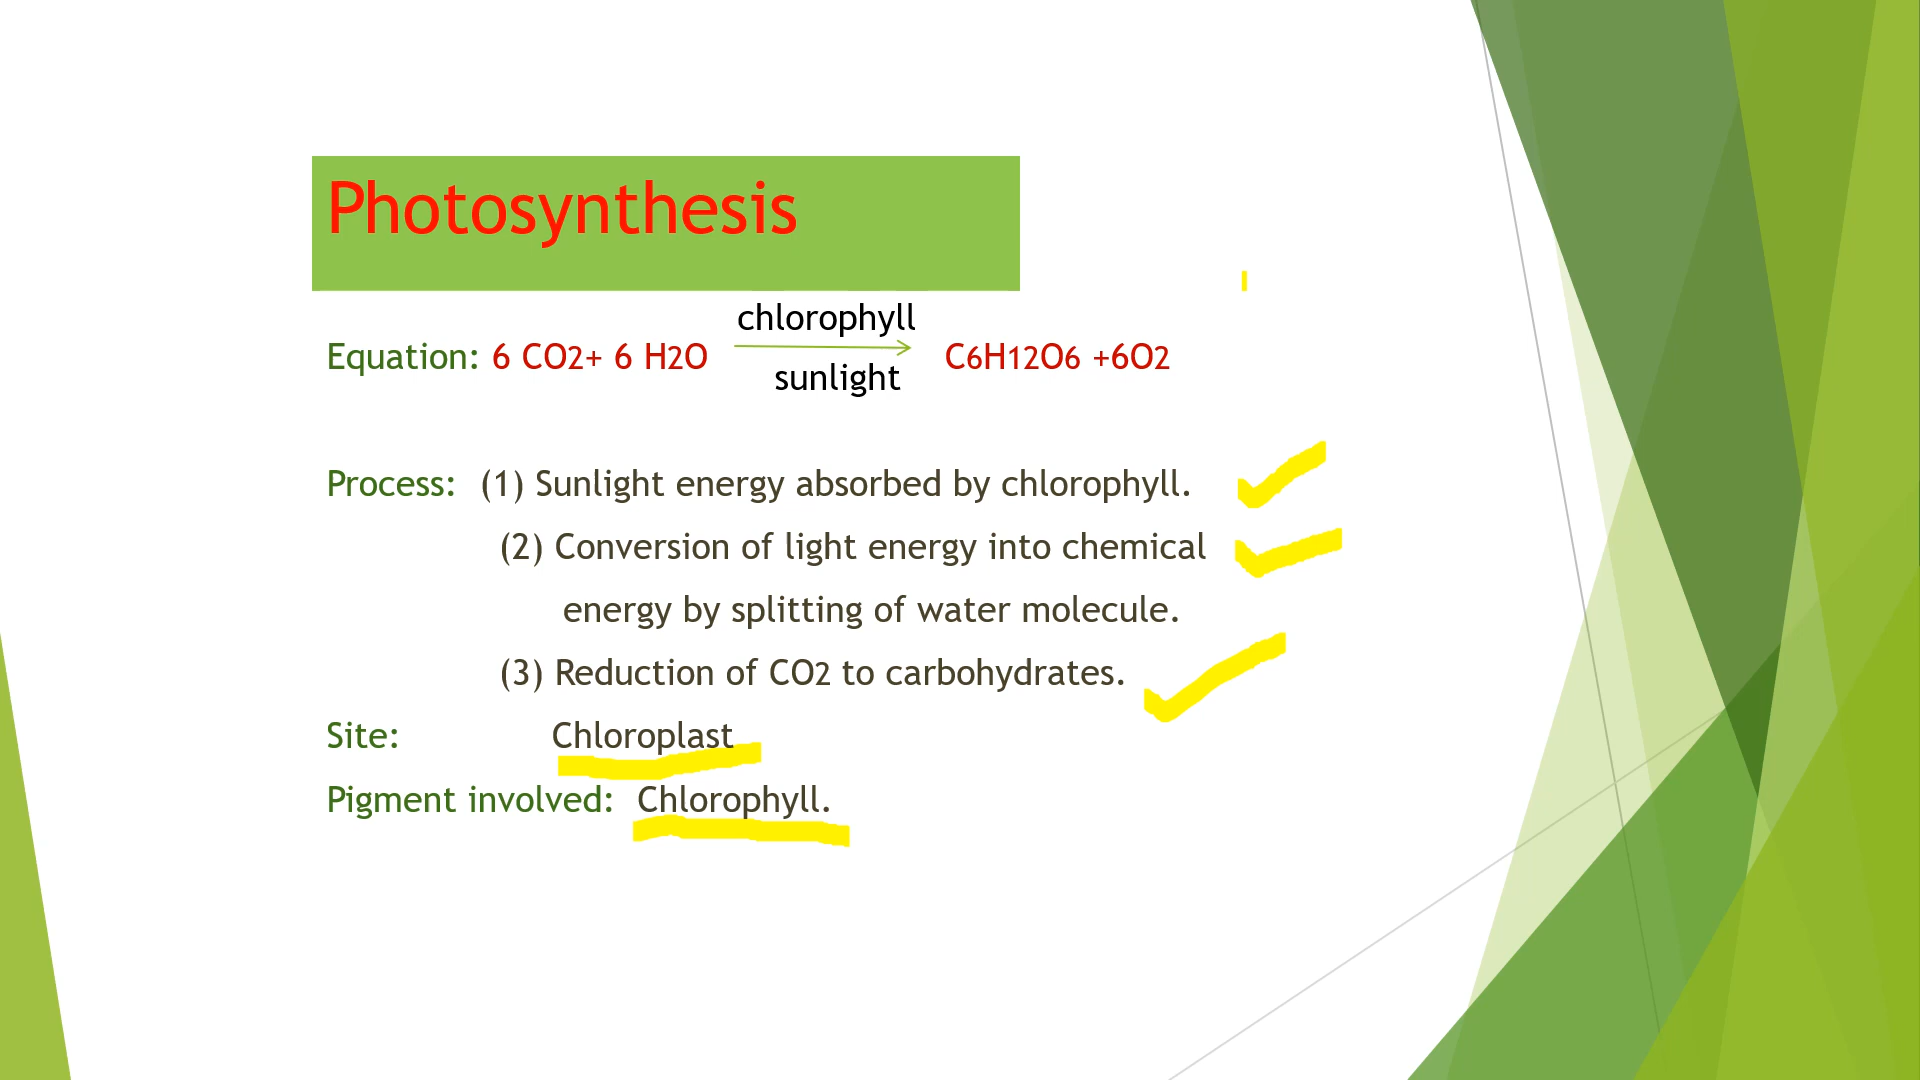 Photosynthesis
chlorophyll
Equation: 6 CO2+ 6 H2O C6H12O6 +6O2
sunlight
Process: (1) Sunlight energy absorbed by chlorophyll.
(2) Conversion of light energy into chemical
energy by splitting of water molecule.
(3) Reduction of CO2 to carbohydrates.
Site: Chloroplast
Pigment involved: Chlorophyll.